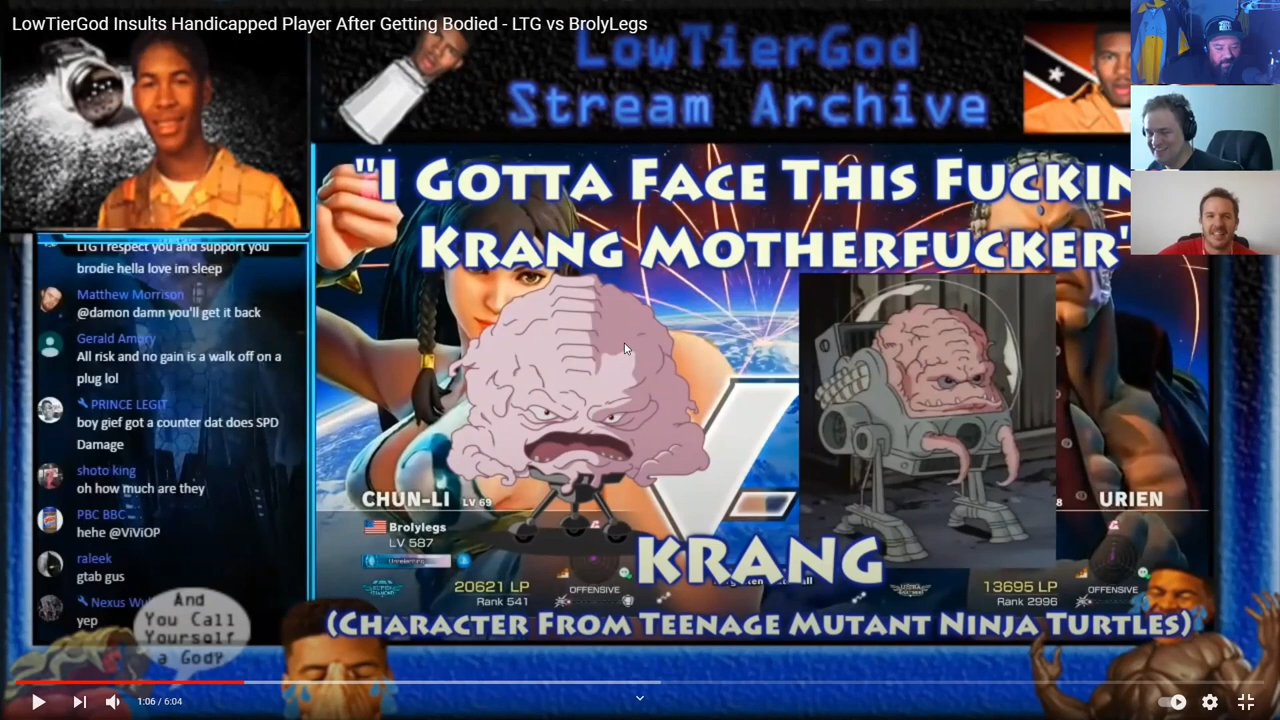 LowTierGod Insults Handicapped Player After Getting Bodied - LTG vs BrolyLegs
LowTierGod
Stream Archive
"I GOTTA FACE THIS FUCKIN
KRANG MOTHERFUCKER"
LTG I respect you and support you
brodie hella love im sleep
Matthew Morrison
@damon damn you'll get it back
Gerald Ambry
All risk and no gain is a walk off on a
plug lol
PRINCE LEGIT
boy gief got a counter dat does SPD
Damage
shoto king
oh how much are they
PBC BBC
hehe @ViViOP
raleek
gtab gus
Nexus
yep
And
You Call
Yourself
a God?
CHUN-LI LV 69
Brolylegs
LV 587
20621 LP
Rank 541
OFFENSIVE
V
8 URIEN
13695 LP
Rank 2996
OFFENSIVE
KRANG
(CHARACTER FROM TEENAGE MUTANT NINJA TURTLES)
1:06 / 6:04